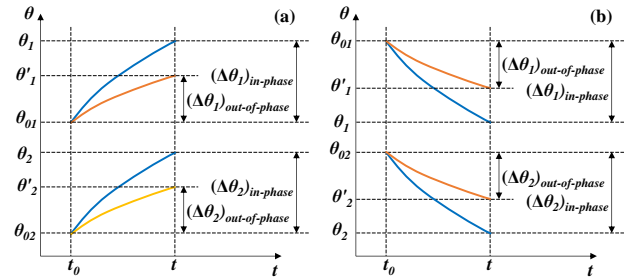 θ (a)
θ₁
θ'₁
(Δθ₁)in-phase
(Δθ₁)out-of-phase
θ₀₁
θ₂
θ'₂
(Δθ₂)in-phase
(Δθ₂)out-of-phase
θ₀₂
t₀ t t
θ (b)
θ₀₁
(Δθ₁)out-of-phase
θ'₁
(Δθ₁)in-phase
θ₁
θ₀₂
(Δθ₂)out-of-phase
θ'₂
(Δθ₂)in-phase
θ₂
t₀ t t